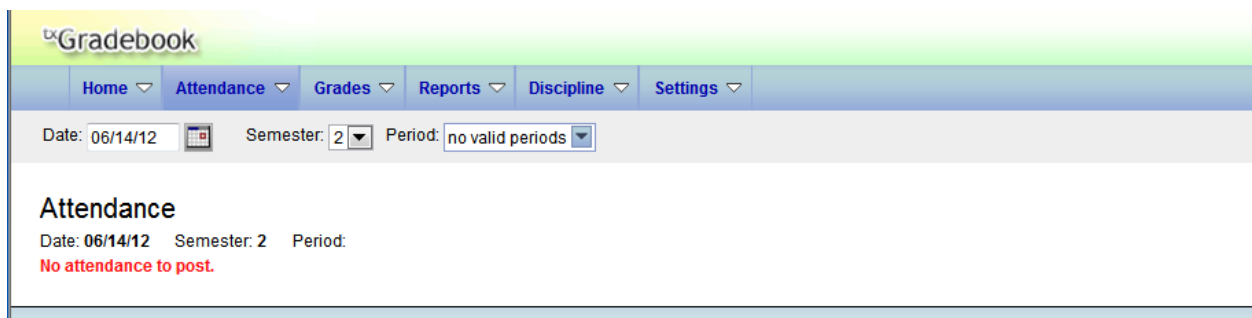 txGradebook
Home Attendance Grades Reports Discipline Settings
Date: 06/14/12 Semester: 2 Period: no valid periods
Attendance
Date: 06/14/12 Semester: 2 Period:
No attendance to post.